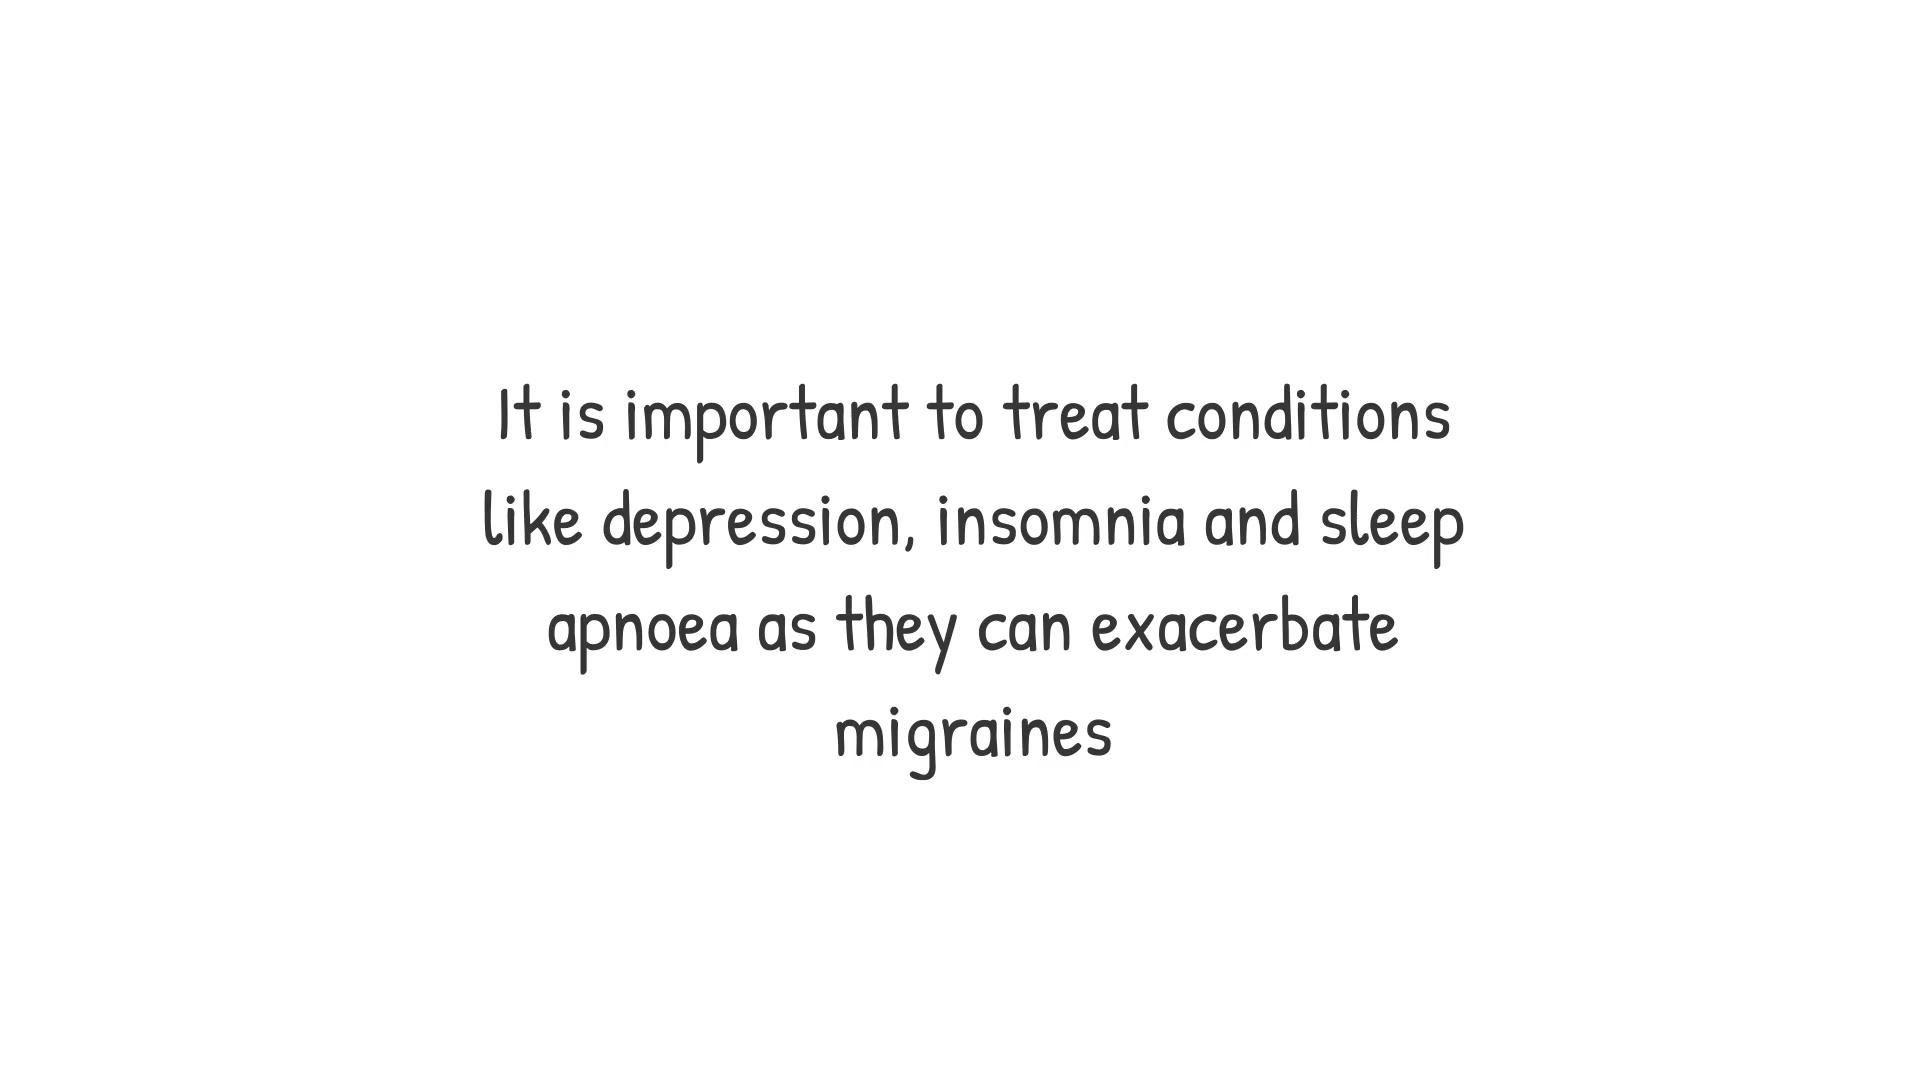 It is important to treat conditions
like depression, insomnia and sleep
apnoea as they can exacerbate
migraines